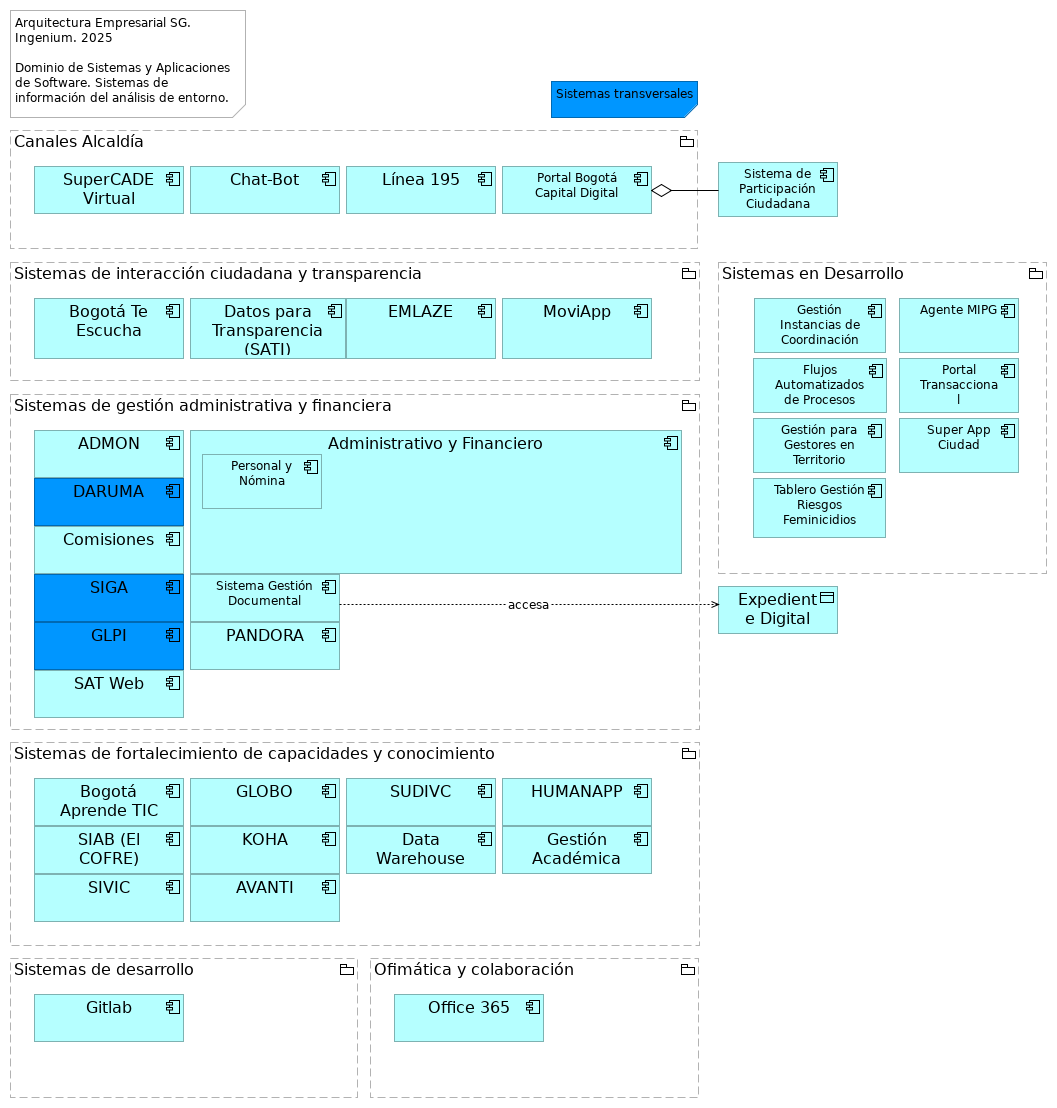 Arquitectura Empresarial SG.
Ingenium. 2025
Dominio de Sistemas y Aplicaciones
de Software. Sistemas de
información del análisis de entorno.
Sistemas transversales
Canales Alcaldía
SuperCADE
Virtual
Chat-Bot
Línea 195
Portal Bogotá
Capital Digital
Sistema de
Participación
Ciudadana
Sistemas de interacción ciudadana y transparencia
Bogotá Te
Escucha
Datos para
Transparencia
(SATI)
EMLAZE
MoviApp
Sistemas en Desarrollo
Gestión
Instancias de
Coordinación
Agente MIPG
Flujos
Automatizados
de Procesos
Portal
Transacciona
l
Gestión para
Gestores en
Territorio
Super App
Ciudad
Tablero Gestión
Riesgos
Feminicidios
Sistemas de gestión administrativa y financiera
ADMON
DARUMA
Comisiones
SIGA
GLPI
SAT Web
Administrativo y Financiero
Personal y
Nómina
Sistema Gestión
Documental
PANDORA
accesa
Expedient
e Digital
Sistemas de fortalecimiento de capacidades y conocimiento
Bogotá
Aprende TIC
GLOBO
SUDIVC
HUMANAPP
SIAB (El
COFRE)
KOHA
Data
Warehouse
Gestión
Académica
SIVIC
AVANTI
Sistemas de desarrollo
Gitlab
Ofimática y colaboración
Office 365